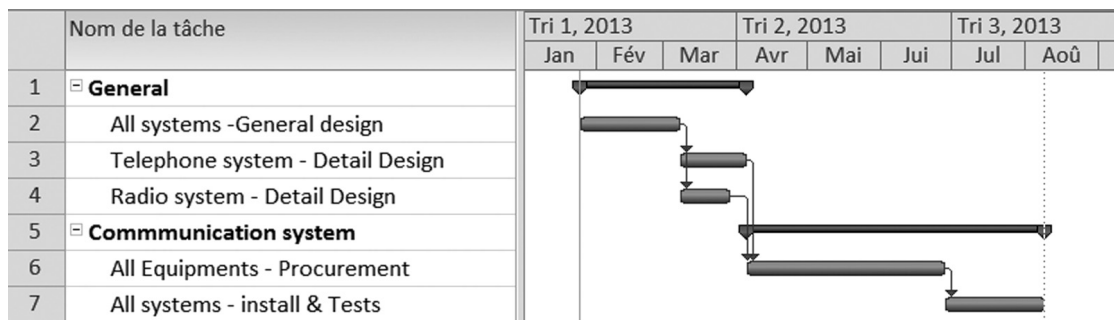 Nom de la tâche
Tri 1, 2013 Tri 2, 2013 Tri 3, 2013
Jan Fév Mar Avr Mai Jui Jul Aoû
1 General
2 All systems -General design
3 Telephone system - Detail Design
4 Radio system - Detail Design
5 Commmunication system
6 All Equipments - Procurement
7 All systems - install & Tests